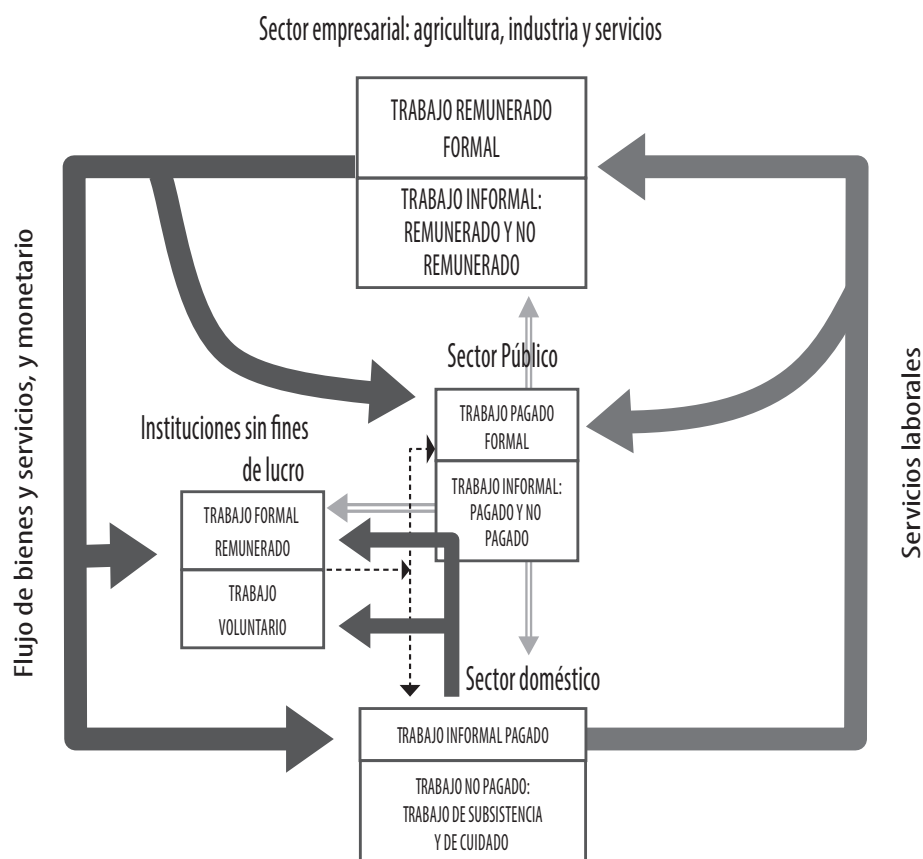 Sector empresarial: agricultura, industria y servicios
TRABAJO REMUNERADO
FORMAL
TRABAJO INFORMAL:
REMUNERADO Y NO
REMUNERADO
Flujo de bienes y servicios, y monetario
Sector Público
TRABAJO PAGADO
FORMAL
TRABAJO INFORMAL:
PAGADO Y NO
PAGADO
Instituciones sin fines
de lucro
TRABAJO FORMAL
REMUNERADO
TRABAJO
VOLUNTARIO
Servicios laborales
Sector doméstico
TRABAJO INFORMAL PAGADO
TRABAJO NO PAGADO:
TRABAJO DE SUBSISTENCIA
Y DE CUIDADO